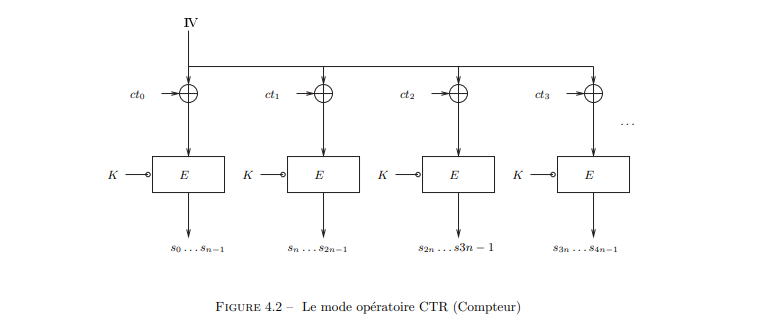 IV
ct₀ ct₁ ct₂ ct₃
...
K E K E K E K E
s₀ ... sₙ₋₁ sₙ ... s₂ₙ₋₁ s₂ₙ ... s3n − 1 s₃ₙ ... s₄ₙ₋₁
FIGURE 4.2 – Le mode opératoire CTR (Compteur)